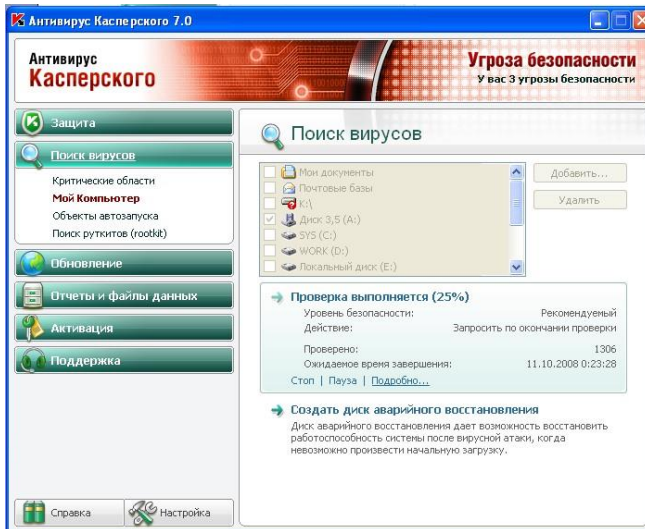 Антивирус Касперского 7.0
Антивирус
Касперского
Угроза безопасности
У вас 3 угрозы безопасности
Защита
Поиск вирусов
Критические области
Мой Компьютер
Объекты автозапуска
Поиск руткитов (rootkit)
Обновление
Отчеты и файлы данных
Активация
Поддержка
Справка
Настройка
Поиск вирусов
Мои документы
Почтовые базы
K:\
Диск 3,5 (A:)
SYS (C:)
WORK (D:)
Локальный диск (E:)
Добавить...
Удалить
Проверка выполняется (25%)
Уровень безопасности: Рекомендуемый
Действие: Запросить по окончании проверки
Проверено: 1306
Ожидаемое время завершения: 11.10.2008 0:23:28
Стоп | Пауза | Подробно...
Создать диск аварийного восстановления
Диск аварийного восстановления дает возможность восстановить
работоспособность системы после вирусной атаки, когда
невозможно произвести начальную загрузку.